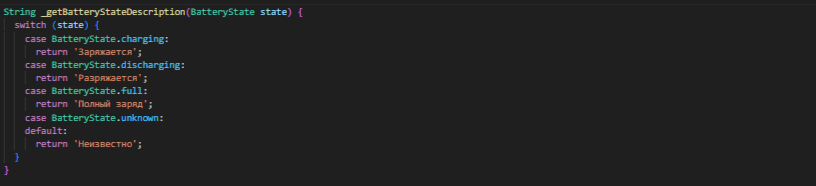 String _getBatteryStateDescription(BatteryState state) {
  switch (state) {
    case BatteryState.charging:
      return 'Заряжается';
    case BatteryState.discharging:
      return 'Разряжается';
    case BatteryState.full:
      return 'Полный заряд';
    case BatteryState.unknown:
    default:
      return 'Неизвестно';
  }
}